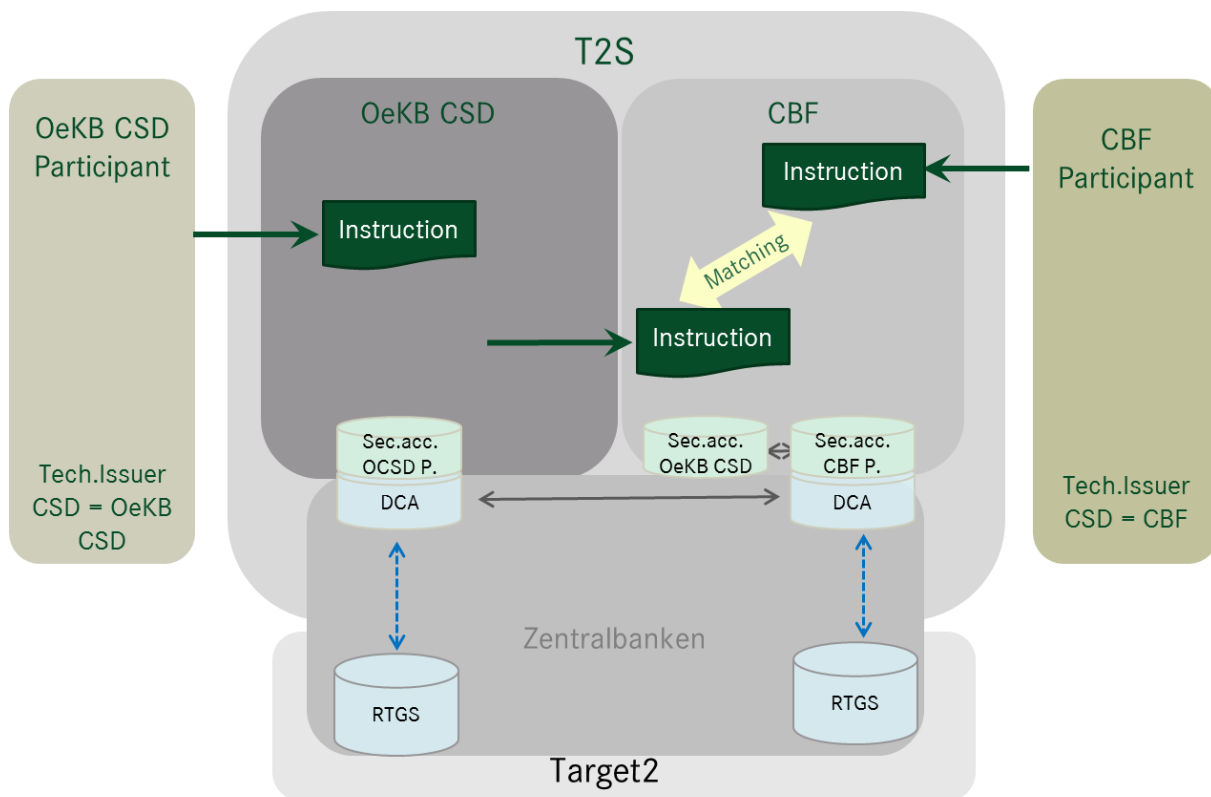 T2S
OeKB CSD
Participant
OeKB CSD
CBF
CBF
Participant
Instruction
Instruction
Matching
Instruction
Sec.acc.
OCSD P.
DCA
Sec.acc.
OeKB CSD
Sec.acc.
CBF P.
DCA
Tech.Issuer
CSD = OeKB
CSD
Tech.Issuer
CSD = CBF
Zentralbanken
RTGS
RTGS
Target2